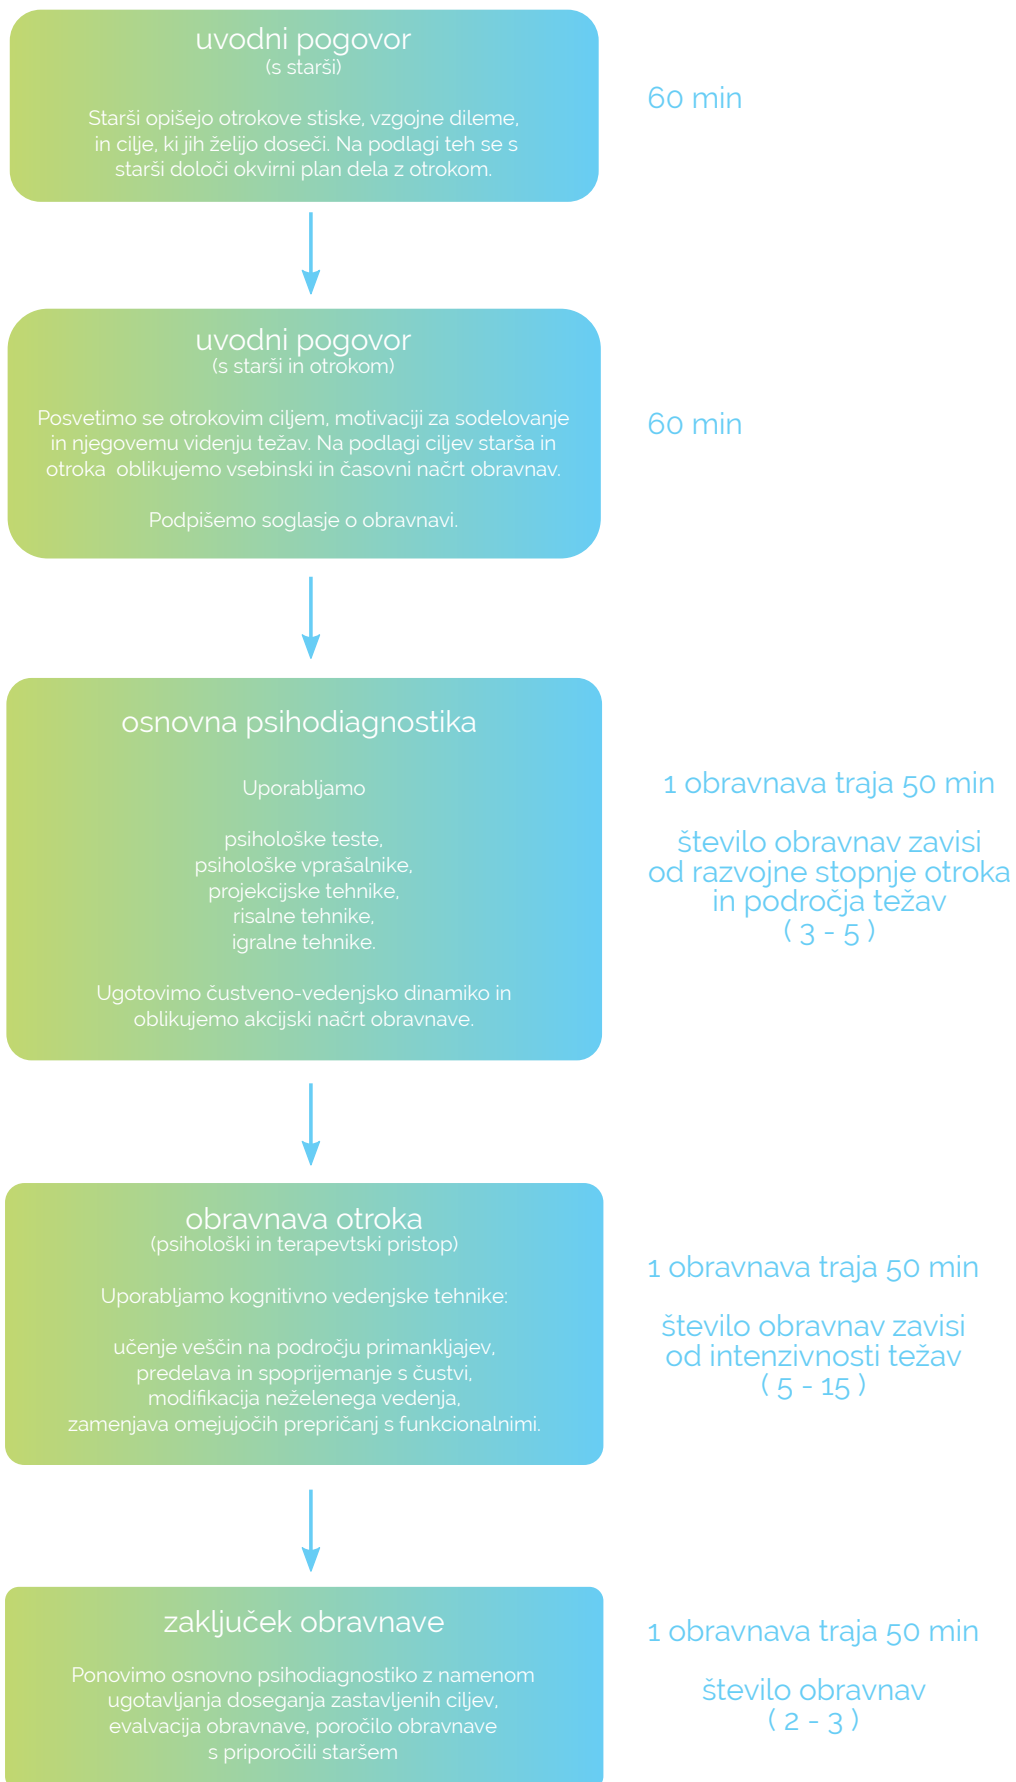 uvodni pogovor
(s starši)
Starši opišejo otrokove stiske, vzgojne dileme,
in cilje, ki jih želijo doseči. Na podlagi teh se s
starši določi okvirni plan dela z otrokom.
60 min
uvodni pogovor
(s starši in otrokom)
Posvetimo se otrokovim ciljem, motivaciji za sodelovanje
in njegovemu videnju težav. Na podlagi ciljev starša in
otroka oblikujemo vsebinski in časovni načrt obravnav.
Podpišemo soglasje o obravnavi.
60 min
osnovna psihodiagnostika
Uporabljamo
psihološke teste,
psihološke vprašalnike,
projekcijske tehnike,
risalne tehnike,
igralne tehnike.
Ugotovimo čustveno-vedenjsko dinamiko in
oblikujemo akcijski načrt obravnave.
1 obravnava traja 50 min
število obravnav zavisi
od razvojne stopnje otroka
in področja težav
( 3 - 5 )
obravnava otroka
(psihološki in terapevtski pristop)
Uporabljamo kognitivno vedenjske tehnike:
učenje veščin na področju primankljajev,
predelava in spoprijemanje s čustvi,
modifikacija neželenega vedenja,
zamenjava omejujočih prepričanj s funkcionalnimi.
1 obravnava traja 50 min
število obravnav zavisi
od intenzivnosti težav
( 5 - 15 )
zaključek obravnave
Ponovimo osnovno psihodiagnostiko z namenom
ugotavljanja doseganja zastavljenih ciljev,
evalvacija obravnave, poročilo obravnave
s priporočili staršem
1 obravnava traja 50 min
število obravnav
( 2 - 3 )